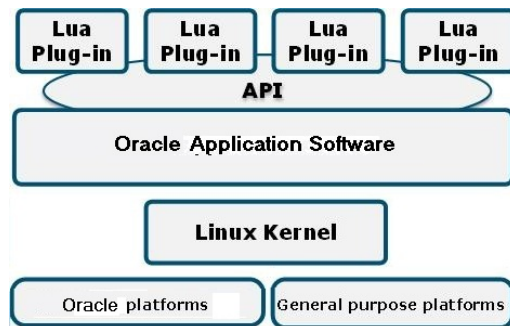 Lua
Plug-in
Lua
Plug-in
Lua
Plug-in
Lua
Plug-in
API
Oracle Application Software
Linux Kernel
Oracle platforms
General purpose platforms